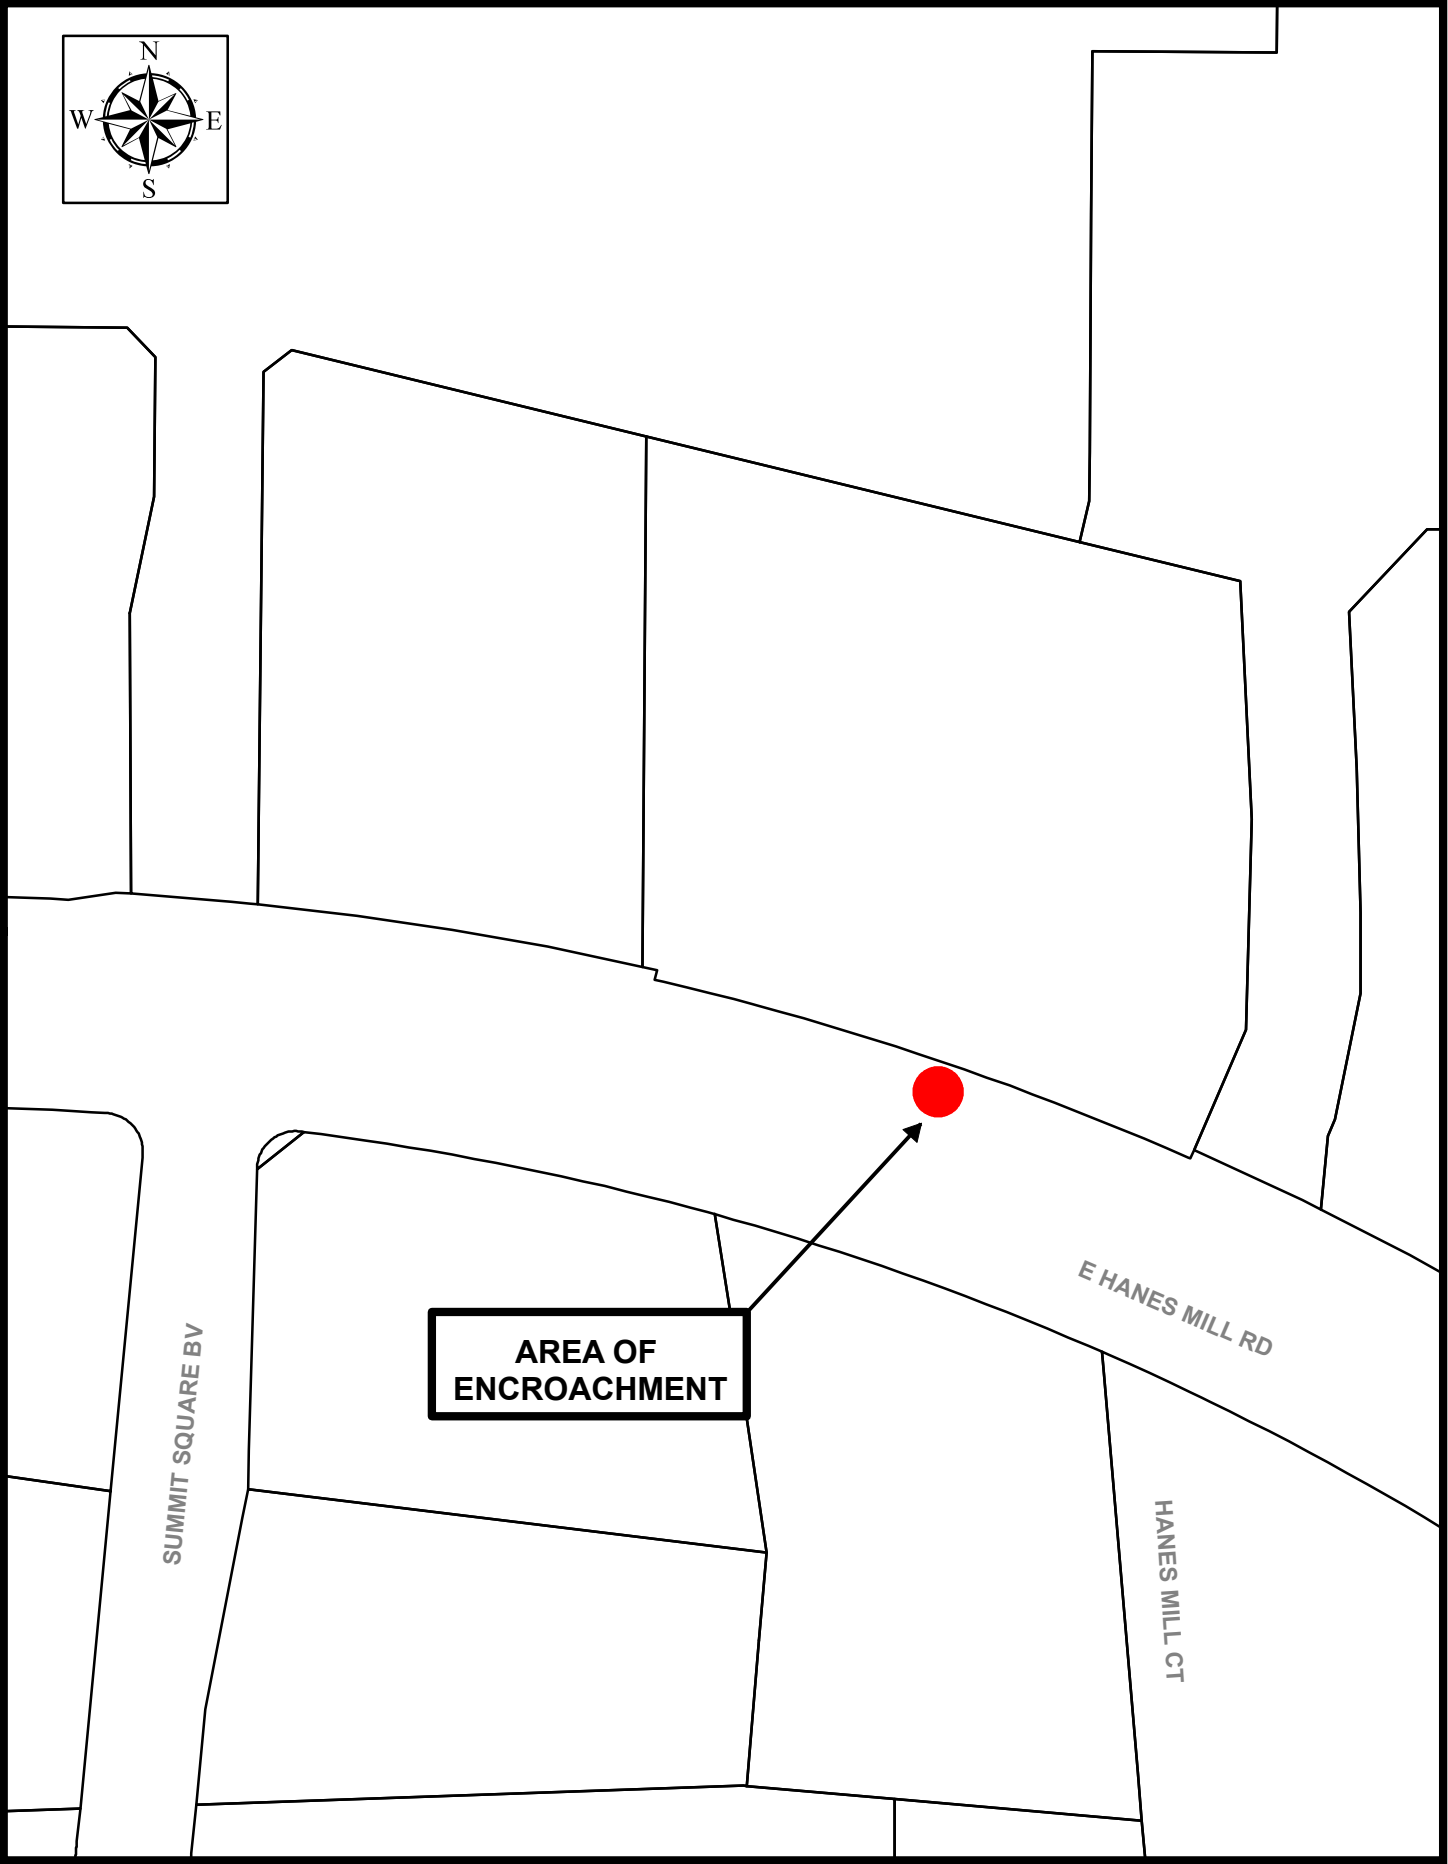 N
W E
S
E HANES MILL RD
AREA OF
ENCROACHMENT
SUMMIT SQUARE BV
HANES MILL CT